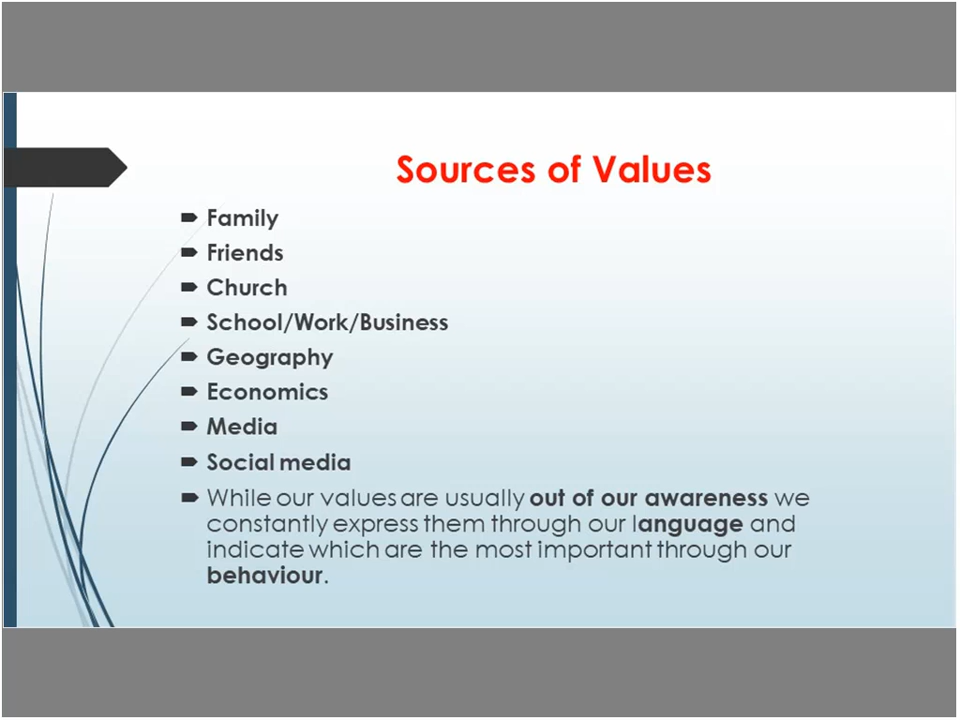 Sources of Values
Family
Friends
Church
School/Work/Business
Geography
Economics
Media
Social media
While our values are usually out of our awareness we
constantly express them through our language and
indicate which are the most important through our
behaviour.